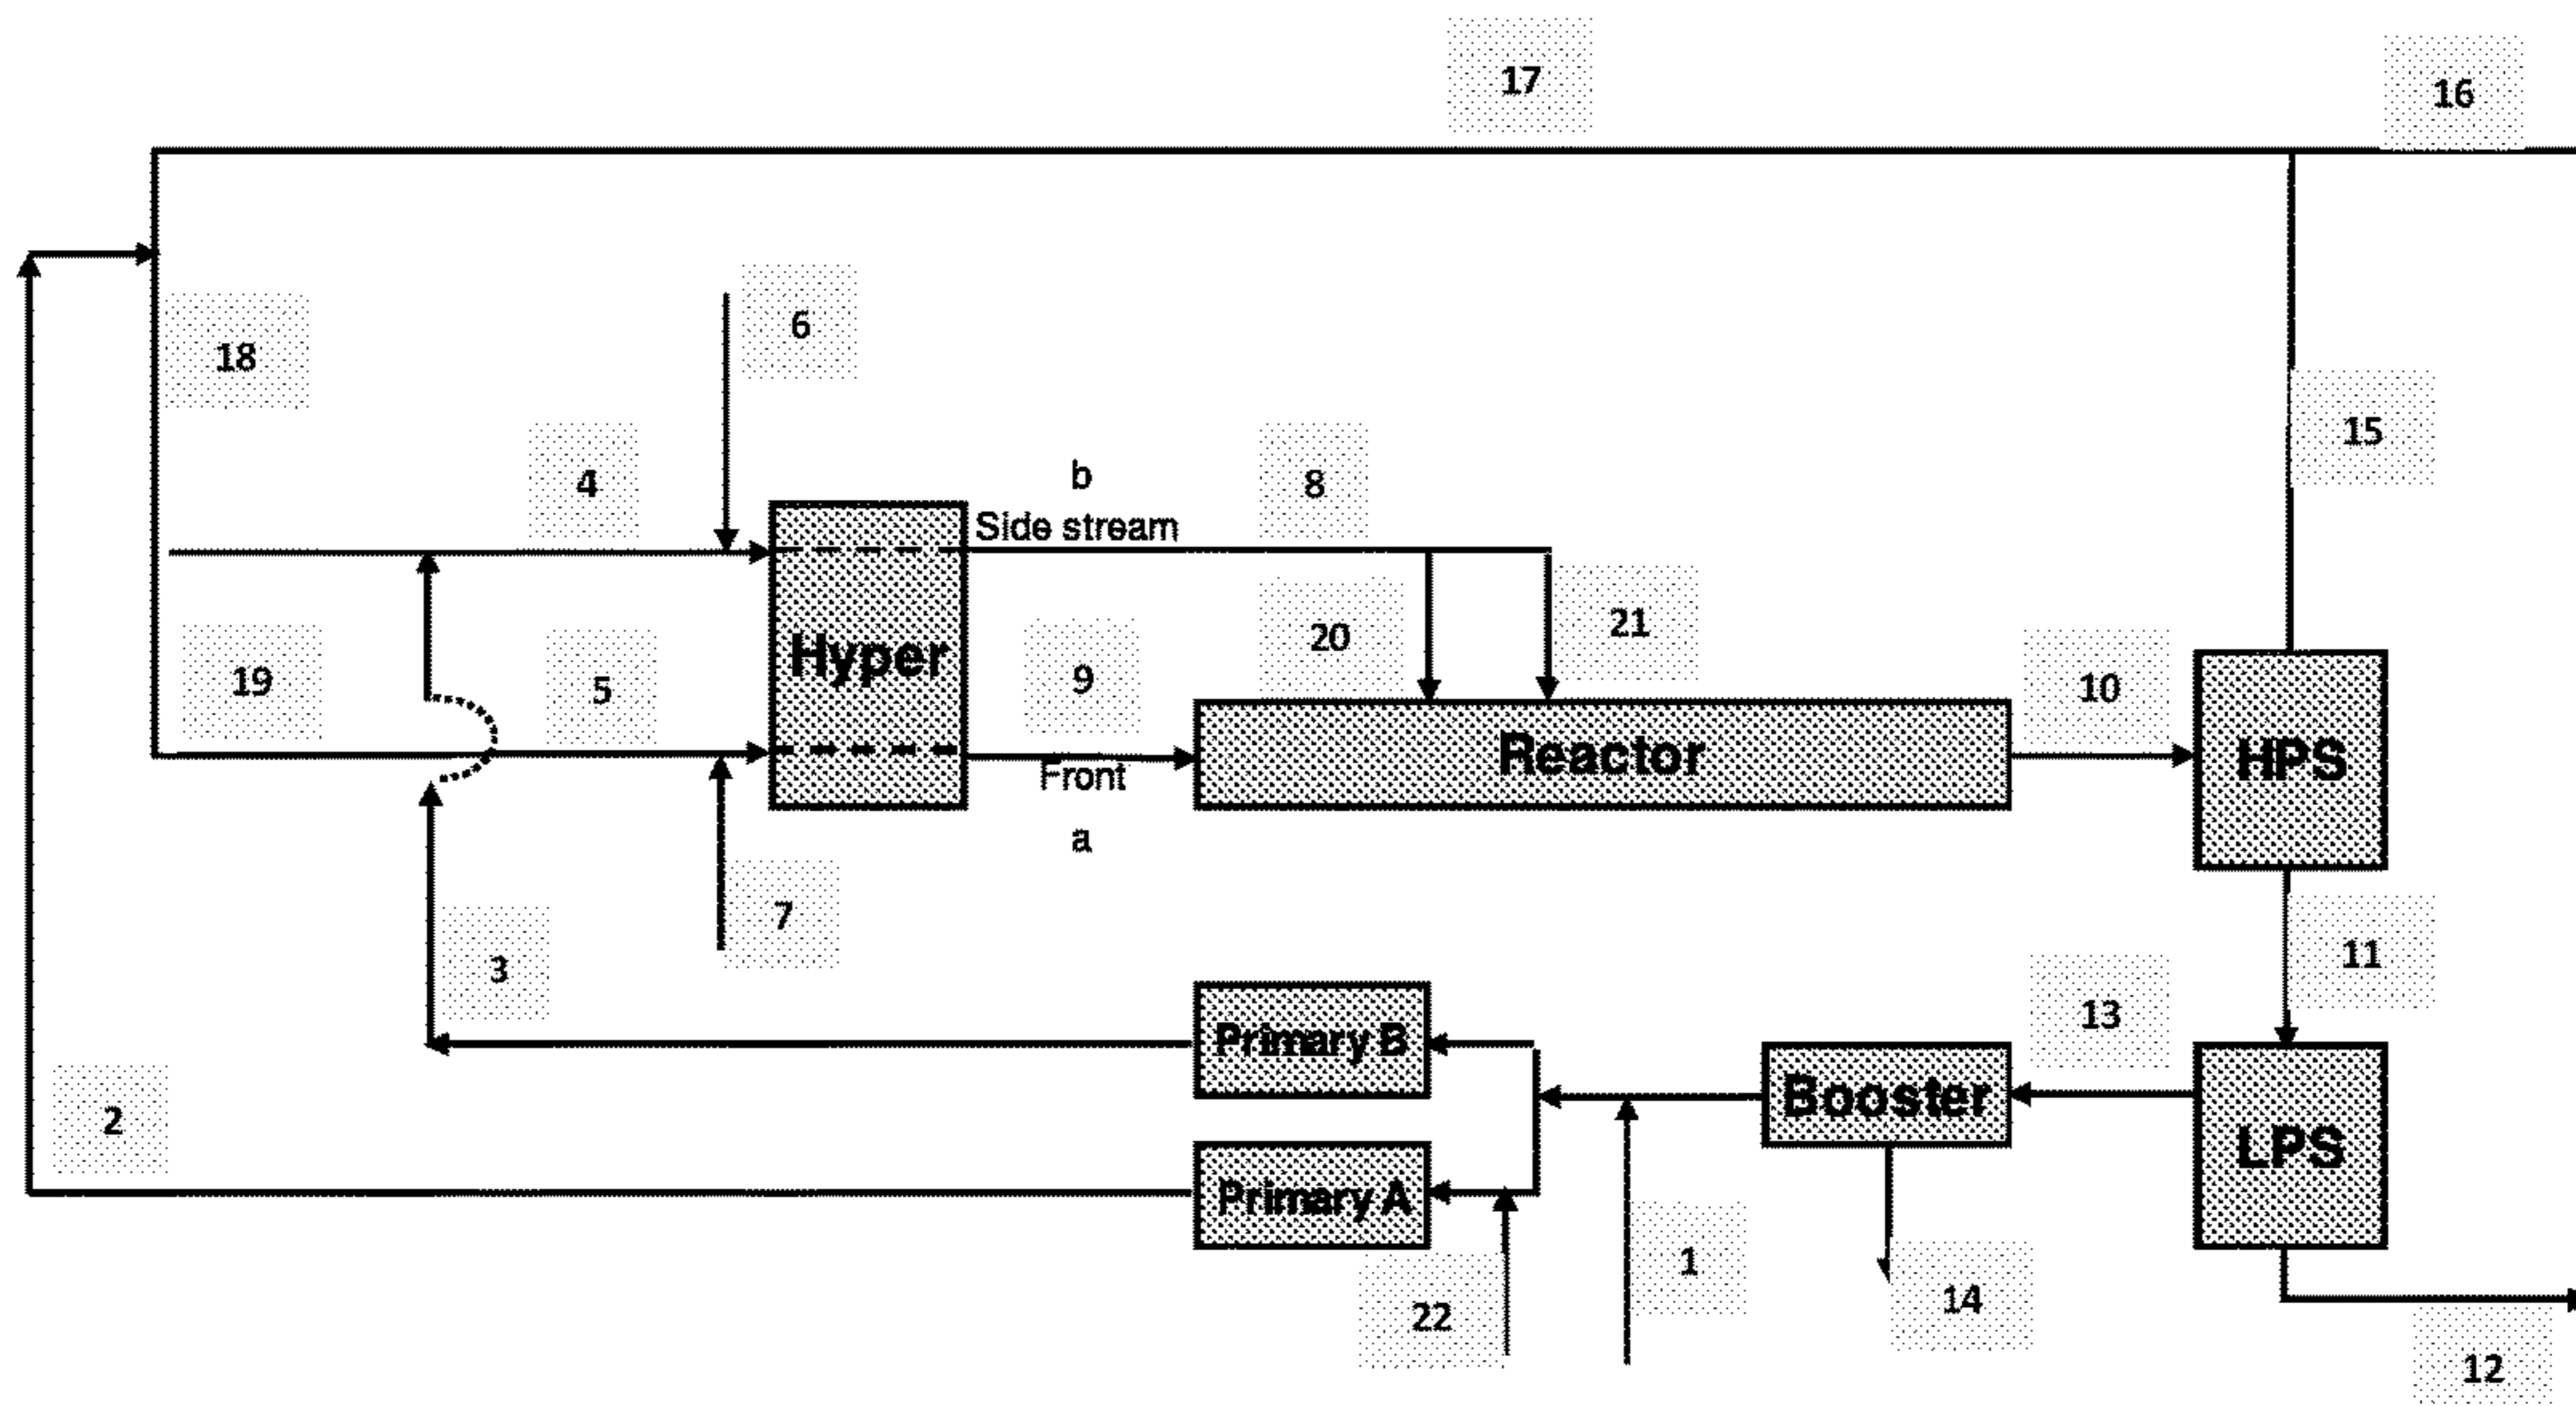 17
16
18
6
15
4
b
8
Side stream
20
21
19
5
Hyper
9
10
Reactor
HPS
Front
a
7
3
11
13
Primary B
Booster
2
LPS
Primary A
1
22
14
12